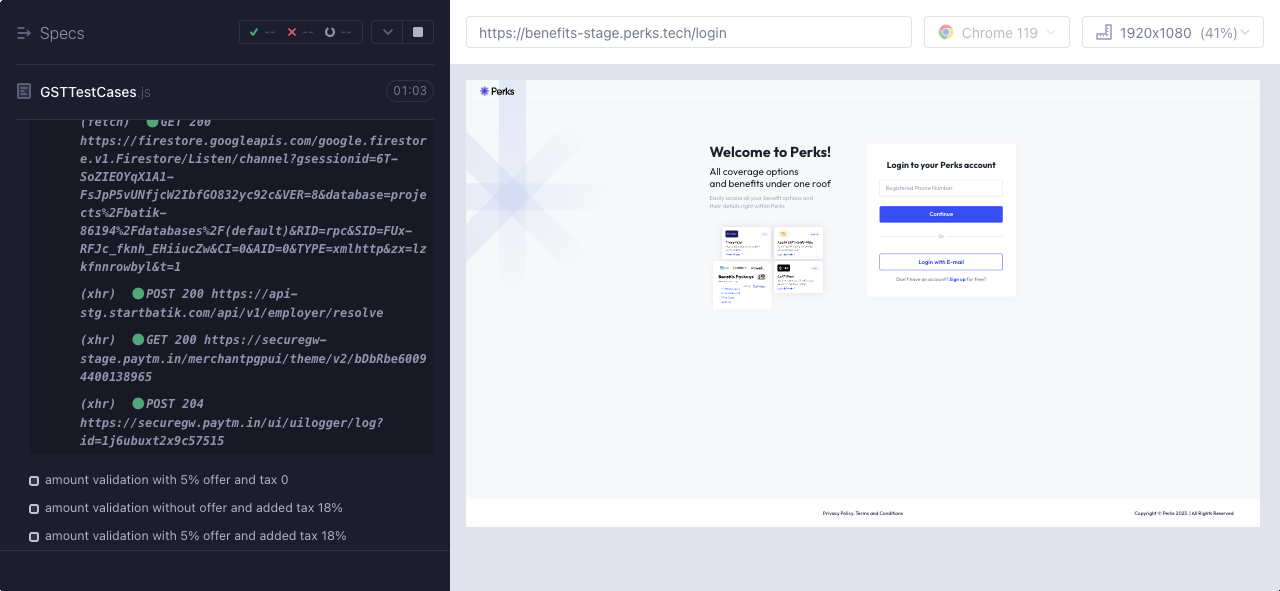 Specs
-- -- --
GSTTestCases.js
01:03
(fetch) GET 200
https://firestore.googleapis.com/google.firestor
e.v1.Firestore/Listen/channel?gsessionid=6T-
SoZIEOYqX1A1-
FsJpP5vUNfjcW2IbfGO832yc92c&VER=8&database=proje
cts%2Fbatik-
86194%2Fdatabases%2F(default)&RID=rpc&SID=FUx-
RFJc_fknh_EHiiucZw&CI=0&AID=0&TYPE=xmlhttp&zx=lz
kfnnrowbyl&t=1
(xhr) POST 200 https://api-
stg.startbatik.com/api/v1/employer/resolve
(xhr) GET 200 https://securegw-
stage.paytm.in/merchantpgpui/theme/v2/bDbRbe6009
4400138965
(xhr) POST 204
https://securegw.paytm.in/ui/uilogger/log?
id=1j6ubuxt2x9c57515
amount validation with 5% offer and tax 0
amount validation without offer and added tax 18%
amount validation with 5% offer and added tax 18%
https://benefits-stage.perks.tech/login
Chrome 119
1920x1080 (41%)
Perks
Welcome to Perks!
All coverage options
and benefits under one roof
Easily access all your benefit options and
their details right within Perks
Benefits Package
Login to your Perks account
Registered Phone Number
Continue
Or
Login with E-mail
Don't have an account? Sign up for free?
Privacy Policy. Terms and Conditions
Copyright © Perks 2023. | All Rights Reserved